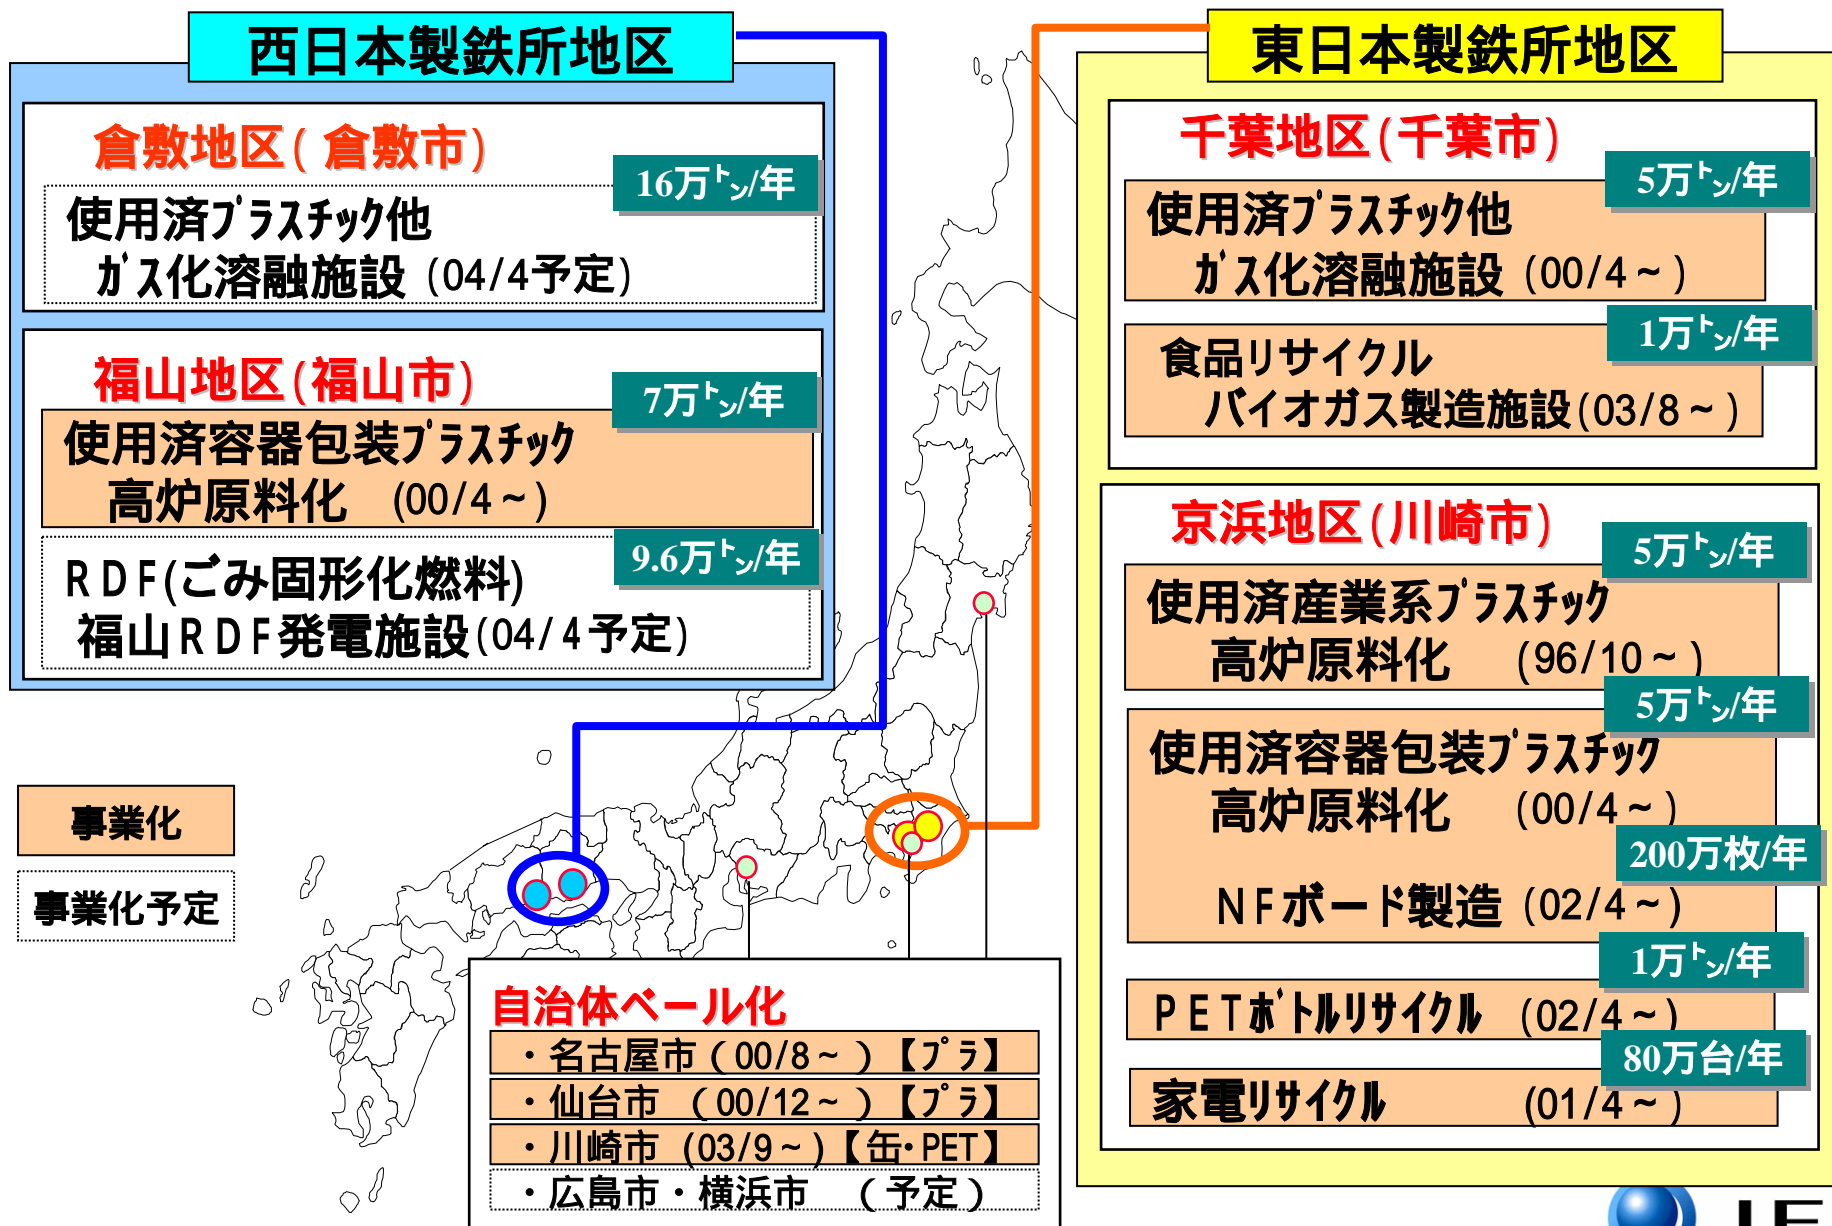 西日本製鉄所地区
倉敷地区(倉敷市)
16万トン/年
使用済プラスチック他
ガス化溶融施設 (04/4予定)
福山地区(福山市)
7万トン/年
使用済容器包装プラスチック
高炉原料化 (00/4~)
9.6万トン/年
RDF(ごみ固形化燃料)
福山RDF発電施設(04/4予定)
事業化
事業化予定
東日本製鉄所地区
千葉地区(千葉市)
5万トン/年
使用済プラスチック他
ガス化溶融施設 (00/4~)
1万トン/年
食品リサイクル
バイオガス製造施設(03/8~)
京浜地区(川崎市)
5万トン/年
使用済産業系プラスチック
高炉原料化 (96/10~)
5万トン/年
使用済容器包装プラスチック
高炉原料化 (00/4~)
200万枚/年
NFボード製造 (02/4~)
1万トン/年
PETボトルリサイクル (02/4~)
80万台/年
家電リサイクル (01/4~)
自治体ベール化
・名古屋市(00/8~)【プラ】
・仙台市 (00/12~)【プラ】
・川崎市 (03/9~)【缶・PET】
・広島市・横浜市 (予定)